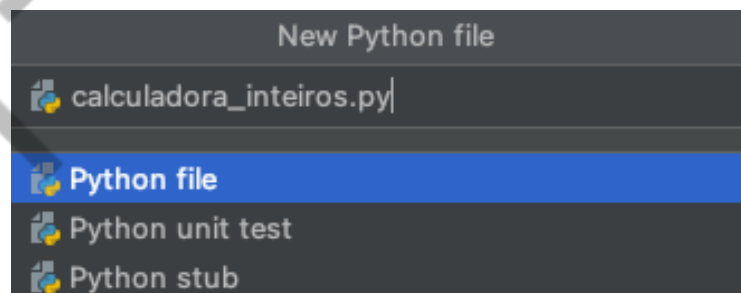 New Python file
calculadora_inteiros.py
Python file
Python unit test
Python stub